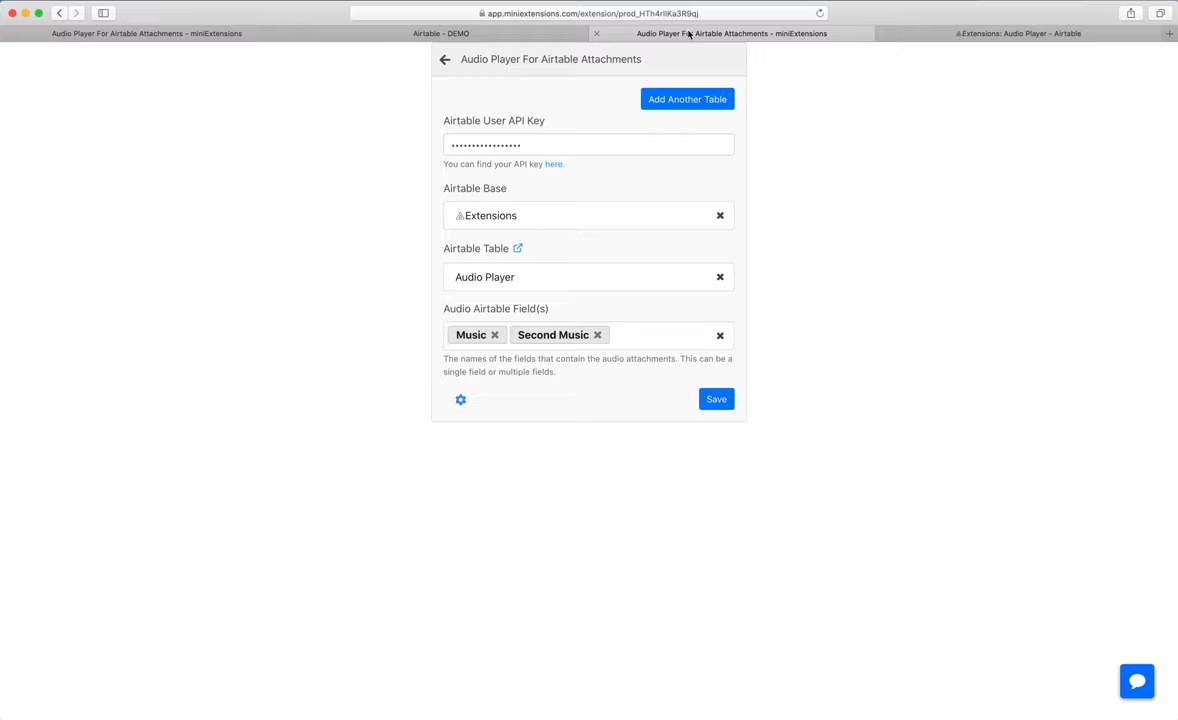 app.miniextensions.com/extension/prod_HTh4rIlKa3R9qj
Audio Player For Airtable Attachments - miniExtensions
Airtable - DEMO
Audio Player For Airtable Attachments - miniExtensions
Extensions: Audio Player - Airtable
Audio Player For Airtable Attachments
Add Another Table
Airtable User API Key
You can find your API key here.
Airtable Base
Extensions
Airtable Table
Audio Player
Audio Airtable Field(s)
Music Second Music
The names of the fields that contain the audio attachments. This can be a
single field or multiple fields.
Save